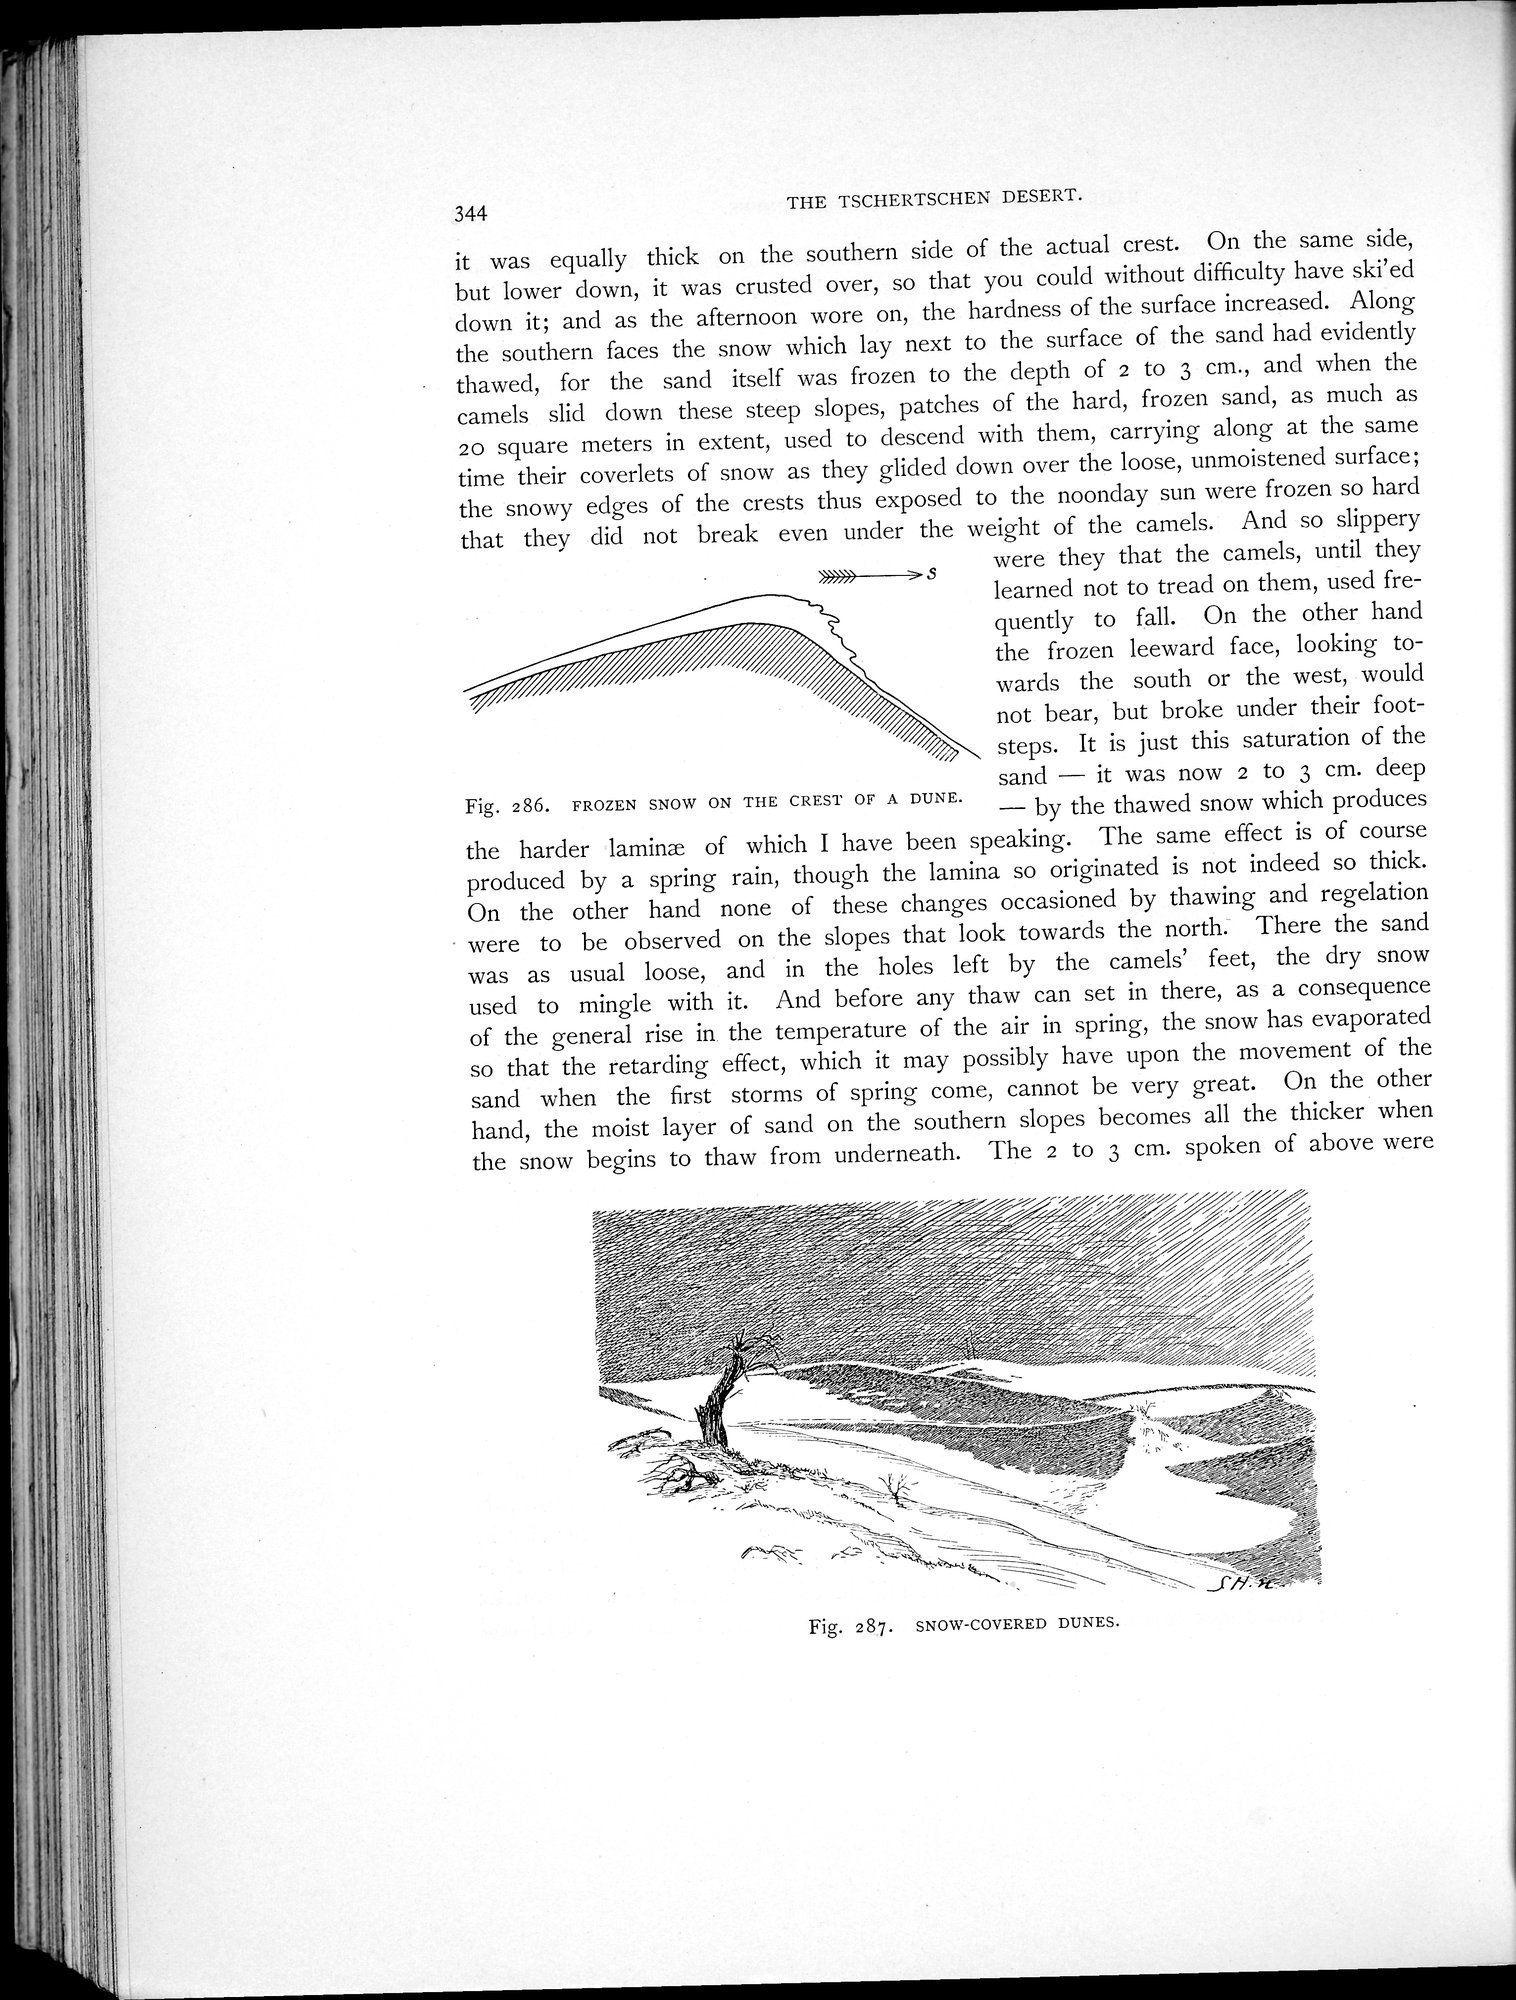 344
THE TSCHERTSCHEN DESERT.
it was equally thick on the southern side of the actual crest. On the same side,
but lower down, it was crusted over, so that you could without difficulty have ski'ed
down it; and as the afternoon wore on, the hardness of the surface increased. Along
the southern faces the snow which lay next to the surface of the sand had evidently
thawed, for the sand itself was frozen to the depth of 2 to 3 cm., and when the
camels slid down these steep slopes, patches of the hard, frozen sand, as much as
20 square meters in extent, used to descend with them, carrying along at the same
time their coverlets of snow as they glided down over the loose, unmoistened surface;
the snowy edges of the crests thus exposed to the noonday sun were frozen so hard
that they did not break even under the weight of the camels. And so slippery
were they that the camels, until they
learned not to tread on them, used fre-
quently to fall. On the other hand
the frozen leeward face, looking to-
wards the south or the west, would
not bear, but broke under their foot-
steps. It is just this saturation of the
sand — it was now 2 to 3 cm. deep
— by the thawed snow which produces
S
Fig. 286. FROZEN SNOW ON THE CREST OF A DUNE.
the harder laminæ of which I have been speaking. The same effect is of course
produced by a spring rain, though the lamina so originated is not indeed so thick.
On the other hand none of these changes occasioned by thawing and regelation
were to be observed on the slopes that look towards the north. There the sand
was as usual loose, and in the holes left by the camels' feet, the dry snow
used to mingle with it. And before any thaw can set in there, as a consequence
of the general rise in the temperature of the air in spring, the snow has evaporated
so that the retarding effect, which it may possibly have upon the movement of the
sand when the first storms of spring come, cannot be very great. On the other
hand, the moist layer of sand on the southern slopes becomes all the thicker when
the snow begins to thaw from underneath. The 2 to 3 cm. spoken of above were
S.H.n.
Fig. 287. SNOW-COVERED DUNES.